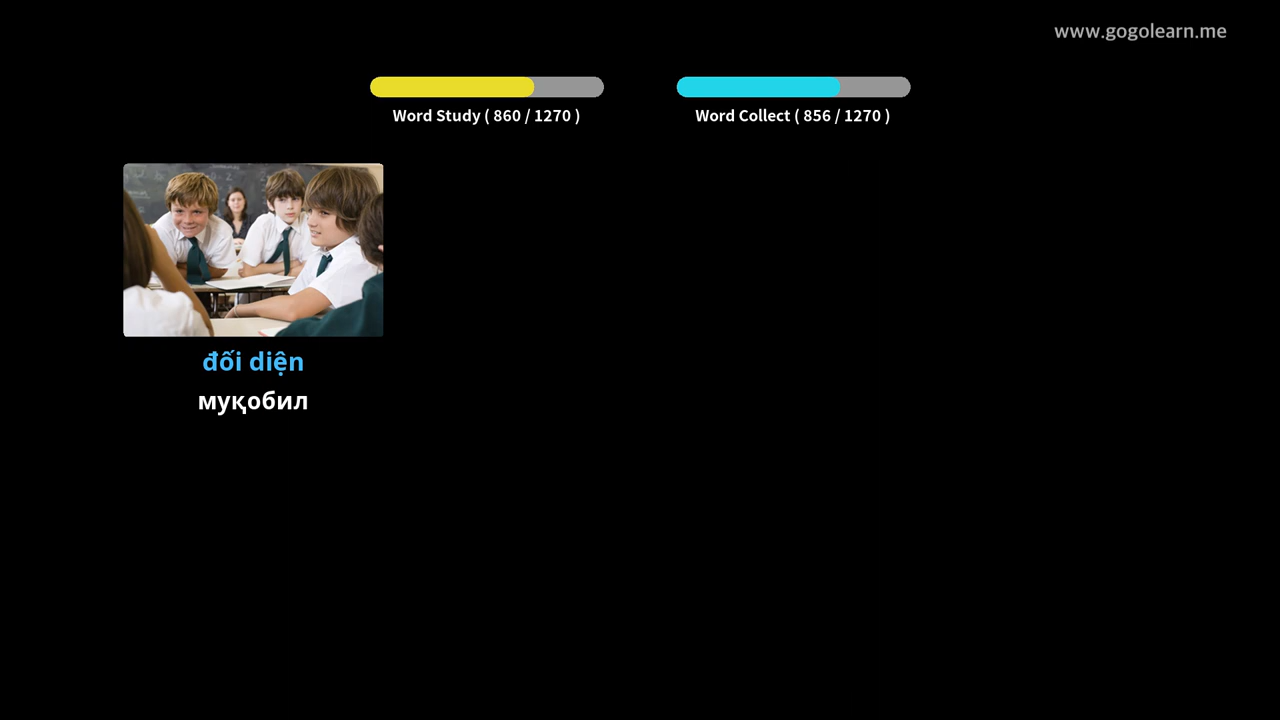 www.gogolearn.me
Word Study ( 860 / 1270 )
Word Collect ( 856 / 1270 )
đối diện
муқобил